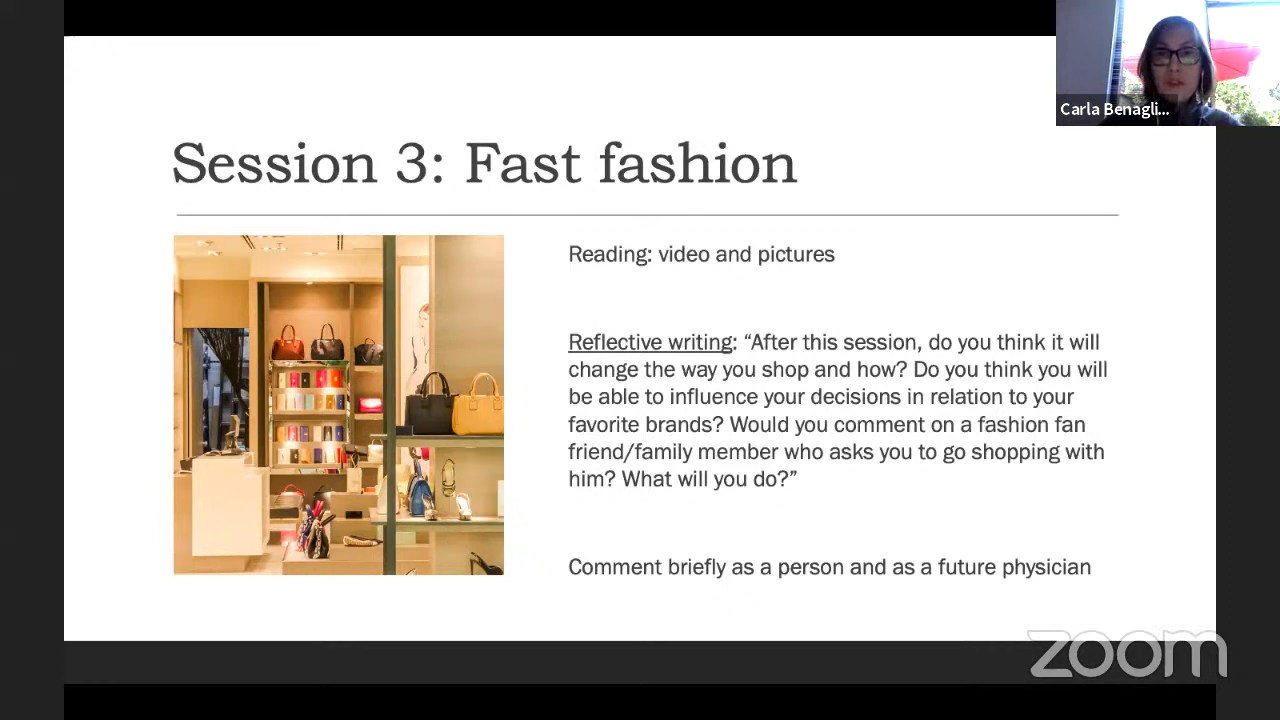 Carla Benagli...
Session 3: Fast fashion
Reading: video and pictures
Reflective writing: “After this session, do you think it will
change the way you shop and how? Do you think you will
be able to influence your decisions in relation to your
favorite brands? Would you comment on a fashion fan
friend/family member who asks you to go shopping with
him? What will you do?”
Comment briefly as a person and as a future physician
zoom